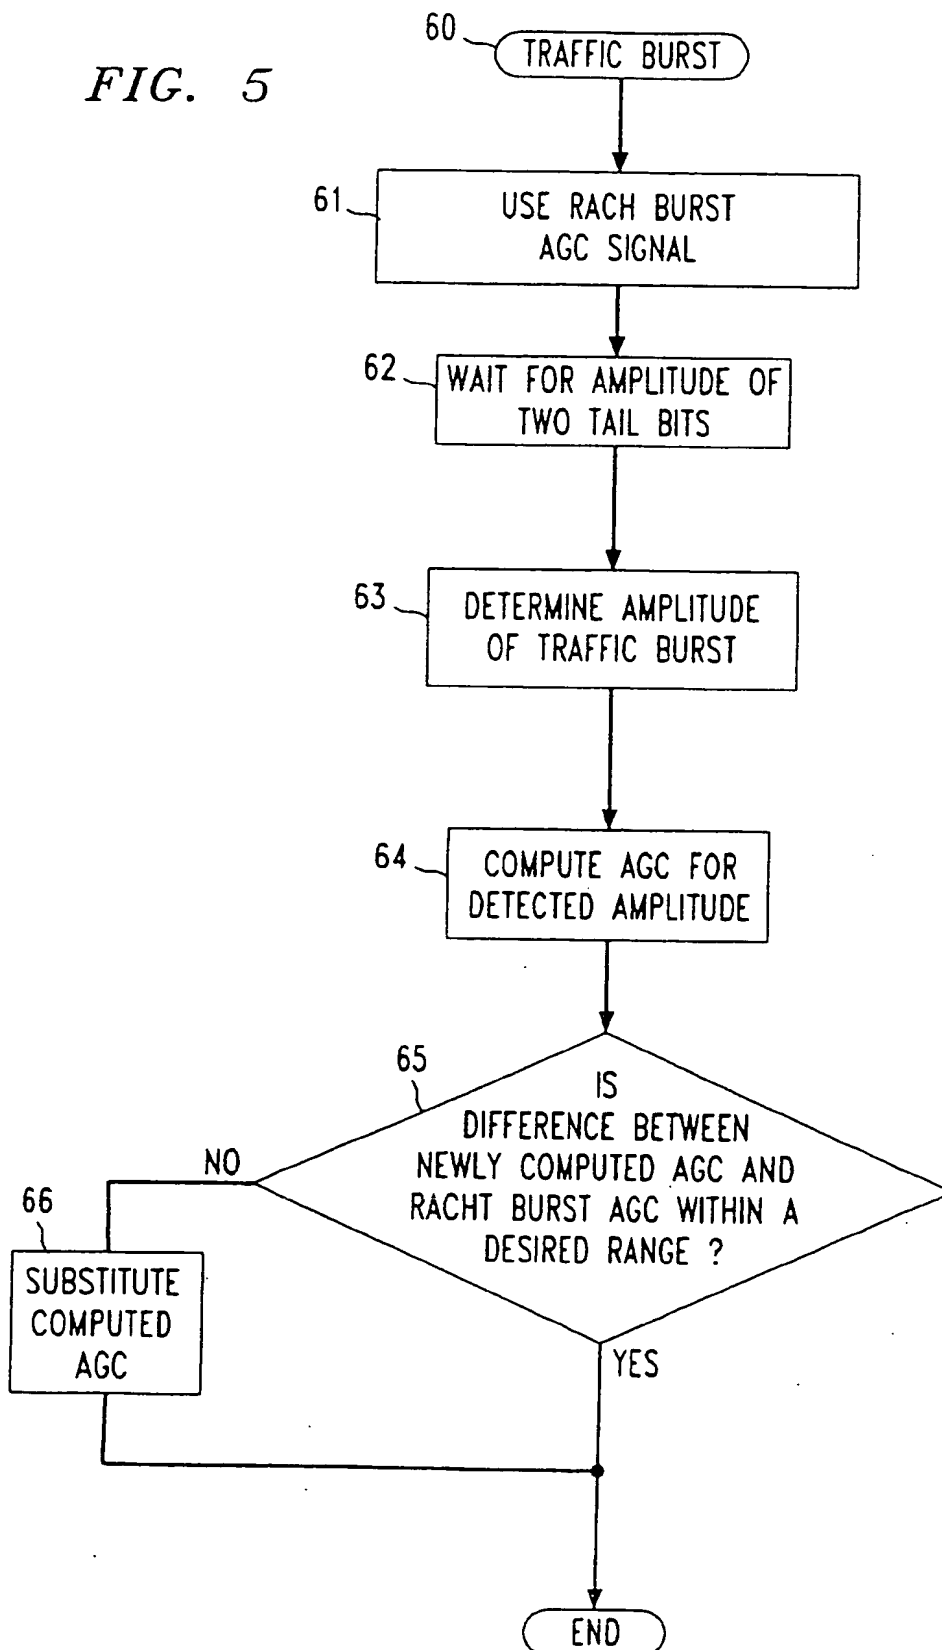 FIG. 5
60
TRAFFIC BURST
61
USE RACH BURST
AGC SIGNAL
62
WAIT FOR AMPLITUDE OF
TWO TAIL BITS
63
DETERMINE AMPLITUDE
OF TRAFFIC BURST
64
COMPUTE AGC FOR
DETECTED AMPLITUDE
65
IS
DIFFERENCE BETWEEN
NEWLY COMPUTED AGC AND
RACHT BURST AGC WITHIN A
DESIRED RANGE ?
NO
66
SUBSTITUTE
COMPUTED
AGC
YES
END